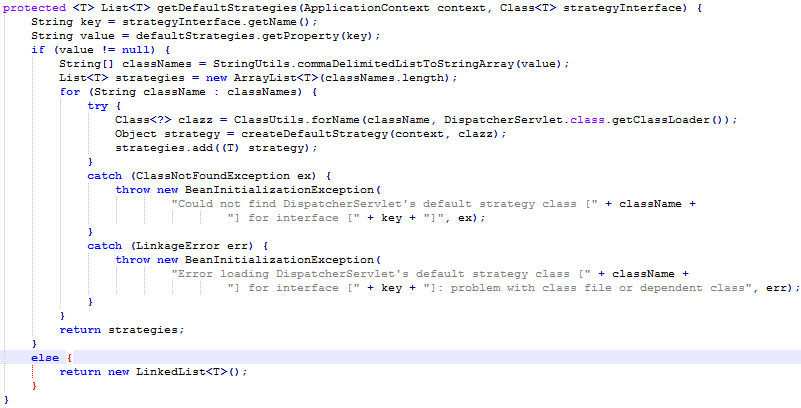 protected <T> List<T> getDefaultStrategies(ApplicationContext context, Class<T> strategyInterface) {
    String key = strategyInterface.getName();
    String value = defaultStrategies.getProperty(key);
    if (value != null) {
        String[] classNames = StringUtils.commaDelimitedListToStringArray(value);
        List<T> strategies = new ArrayList<T>(classNames.length);
        for (String className : classNames) {
            try {
                Class<?> clazz = ClassUtils.forName(className, DispatcherServlet.class.getClassLoader());
                Object strategy = createDefaultStrategy(context, clazz);
                strategies.add((T) strategy);
            }
            catch (ClassNotFoundException ex) {
                throw new BeanInitializationException(
                        "Could not find DispatcherServlet's default strategy class [" + className +
                                "] for interface [" + key + "]", ex);
            }
            catch (LinkageError err) {
                throw new BeanInitializationException(
                        "Error loading DispatcherServlet's default strategy class [" + className +
                                "] for interface [" + key + "]: problem with class file or dependent class", err);
            }
        }
        return strategies;
    }
    else {
        return new LinkedList<T>();
    }
}